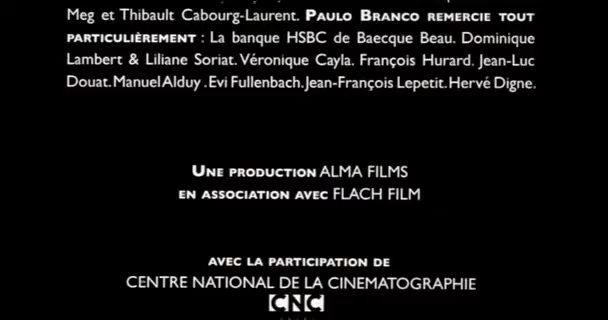 Meg et Thibault Cabourg-Laurent. PAULO BRANCO REMERCIE TOUT
PARTICULIÈREMENT : La banque HSBC de Baecque Beau. Dominique
Lambert & Liliane Soriat. Véronique Cayla. François Hurard. Jean-Luc
Douat. Manuel Alduy . Evi Fullenbach. Jean-François Lepetit. Hervé Digne.
UNE PRODUCTION ALMA FILMS
EN ASSOCIATION AVEC FLACH FILM
AVEC LA PARTICIPATION DE
CENTRE NATIONAL DE LA CINEMATOGRAPHIE
CNC